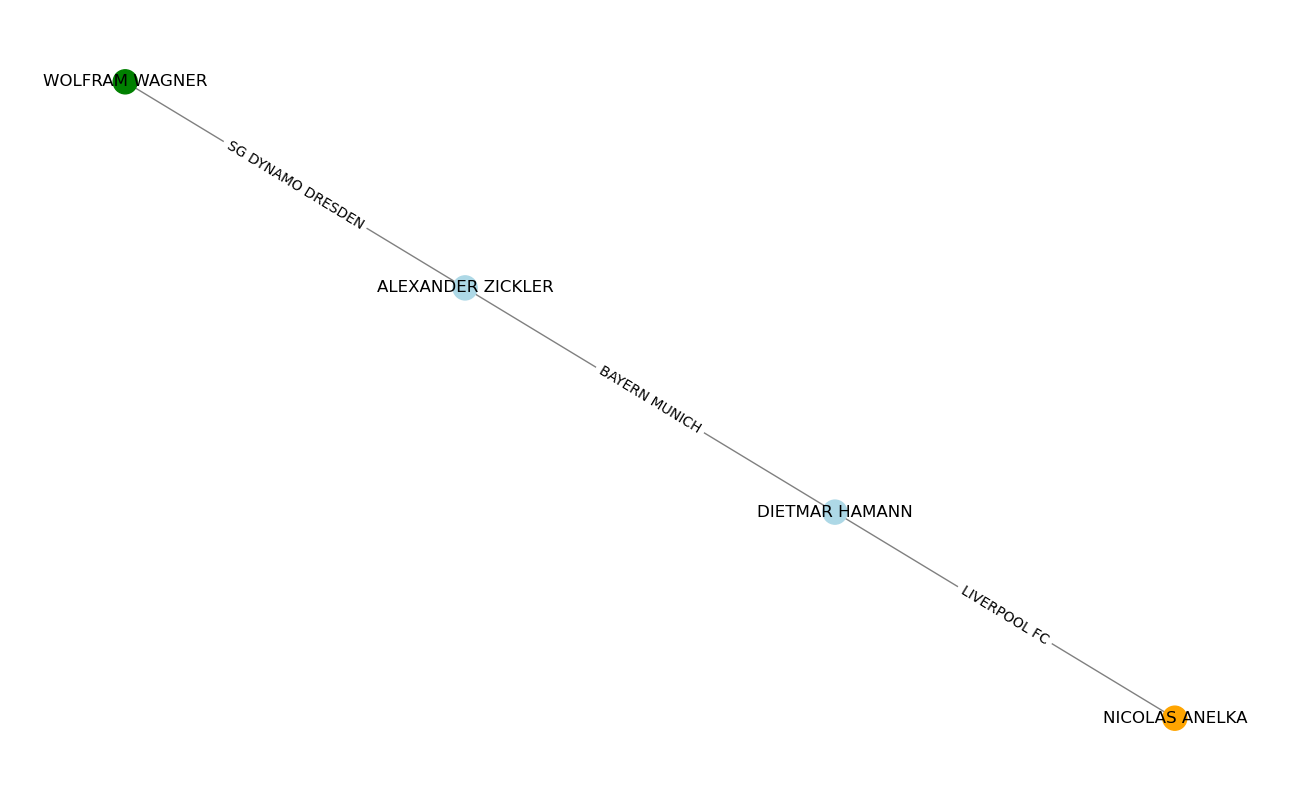 WOLFRAM WAGNER
SG DYNAMO DRESDEN
ALEXANDER ZICKLER
BAYERN MUNICH
DIETMAR HAMANN
LIVERPOOL FC
NICOLAS ANELKA